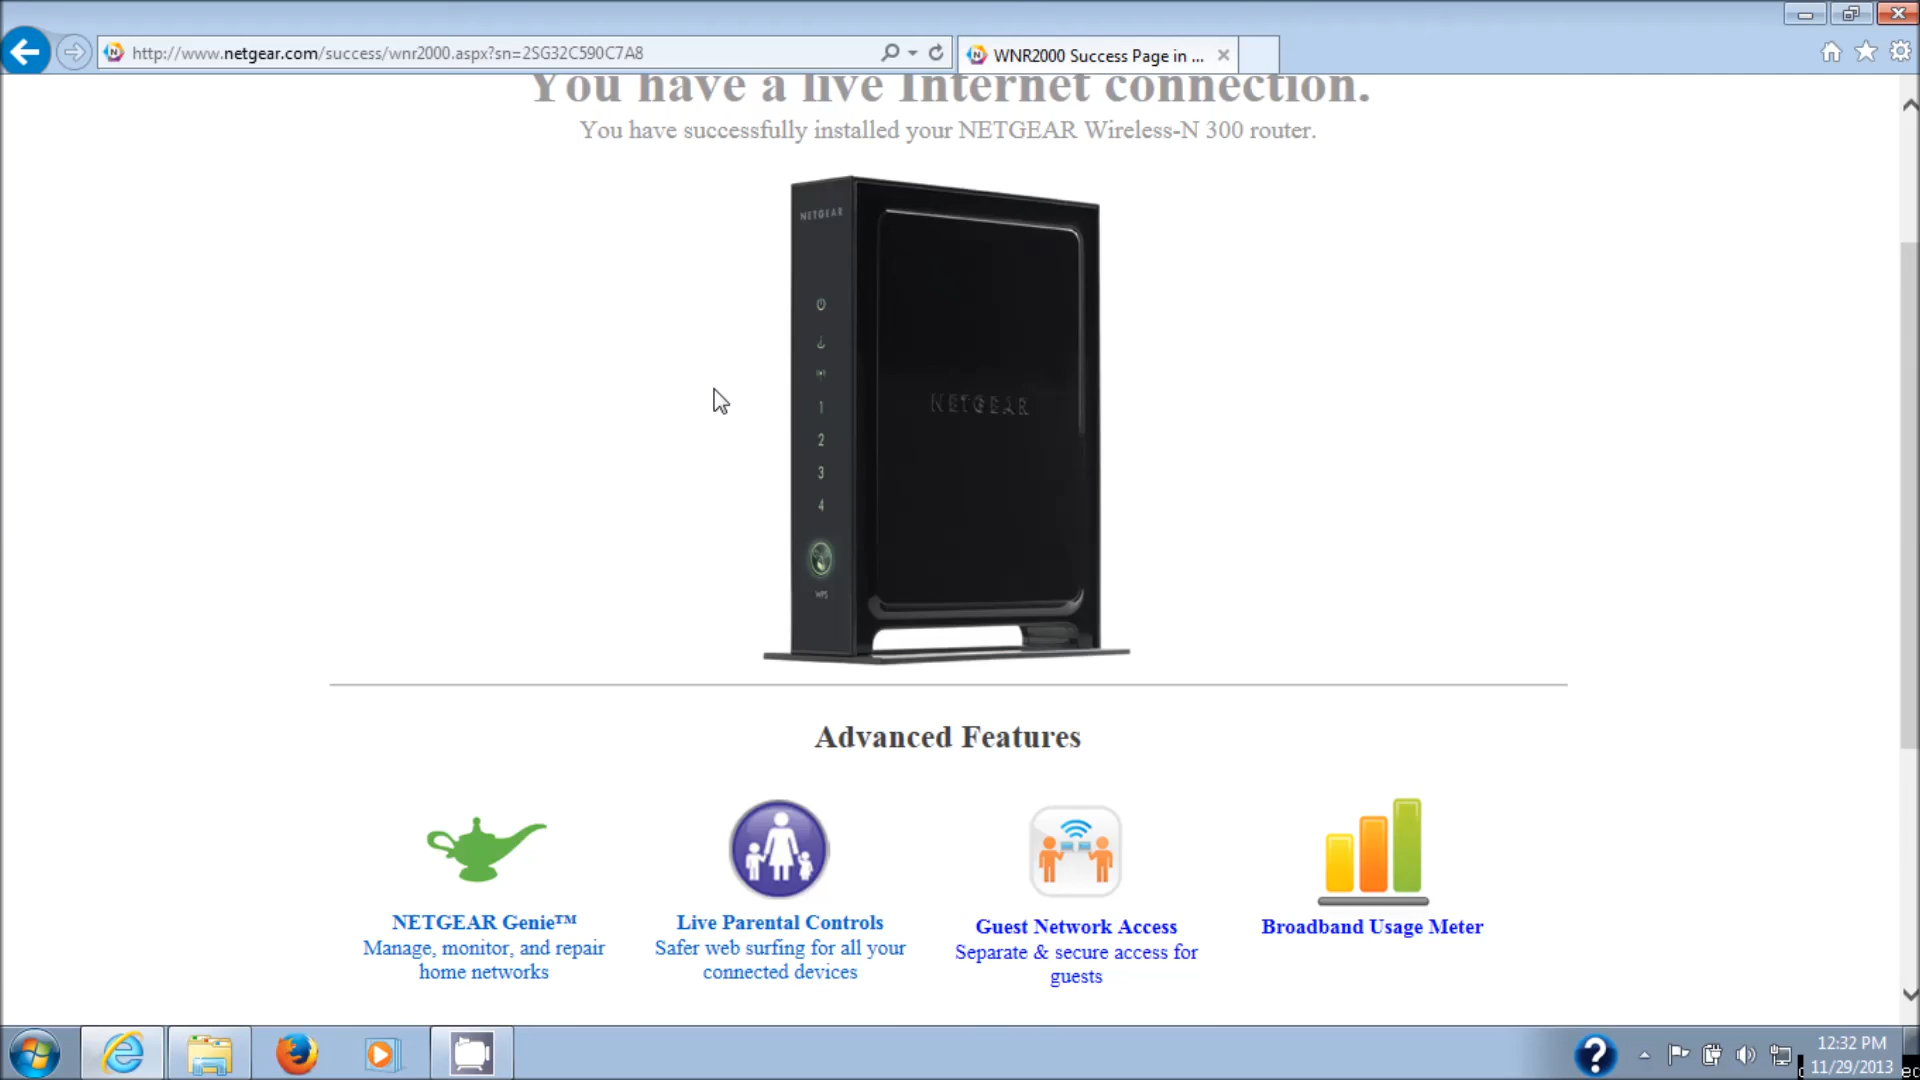 http://www.netgear.com/success/wnr2000.aspx?sn=2SG32C590C7A8
WNR2000 Success Page in ...
You have a live Internet connection.
You have successfully installed your NETGEAR Wireless-N 300 router.
NETGEAR
NETGEAR
1
2
3
4
WPS
Advanced Features
NETGEAR Genie™
Manage, monitor, and repair
home networks
Live Parental Controls
Safer web surfing for all your
connected devices
Guest Network Access
Separate & secure access for
guests
Broadband Usage Meter
12:32 PM
11/29/2013